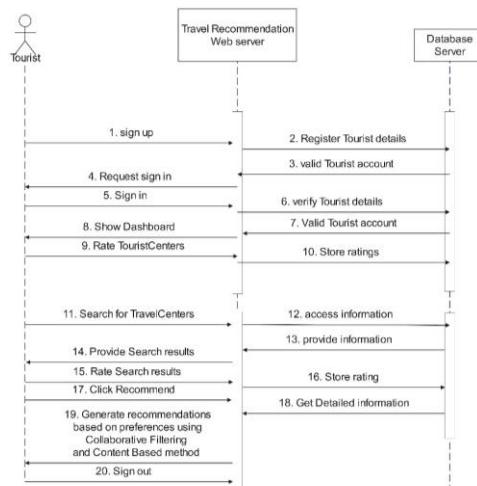 Travel Recommendation
Web server
Database
Server
Tourist
1. sign up
2. Register Tourist details
3. valid Tourist account
4. Request sign in
5. Sign in
6. verify Tourist details
7. Valid Tourist account
8. Show Dashboard
9. Rate TouristCenters
10. Store ratings
11. Search for TravelCenters
12. access information
13. provide information
14. Provide Search results
15. Rate Search results
16. Store rating
17. Click Recommend
18. Get Detailed information
19. Generate recommendations
based on preferences using
Collaborative Filtering
and Content Based method
20. Sign out